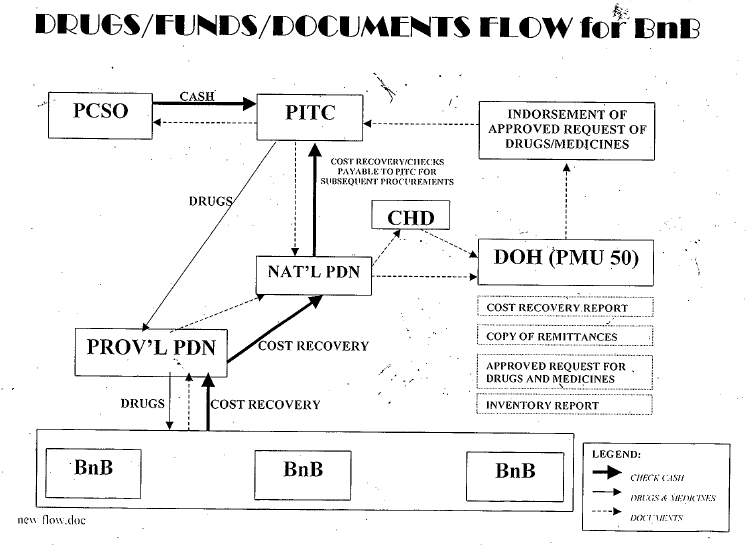 DRUGS/FUNDS/DOCUMENTS FLOW for BnB
PCSO
CASH
PITC
INDORSEMENT OF
APPROVED REQUEST OF
DRUGS/MEDICINES
COST RECOVERY/CHECKS
PAYABLE TO PITC FOR
SUBSEQUENT PROCUREMENTS
DRUGS
CHD
NAT'L PDN
DOH (PMU 50)
COST RECOVERY REPORT
COPY OF REMITTANCES
APPROVED REQUEST FOR
DRUGS AND MEDICINES
INVENTORY REPORT
PROV'L PDN
COST RECOVERY
DRUGS
COST RECOVERY
BnB
BnB
BnB
LEGEND:
CHECK CASH
DRUGS & MEDICINES
DOCUMENTS
new flow.doc